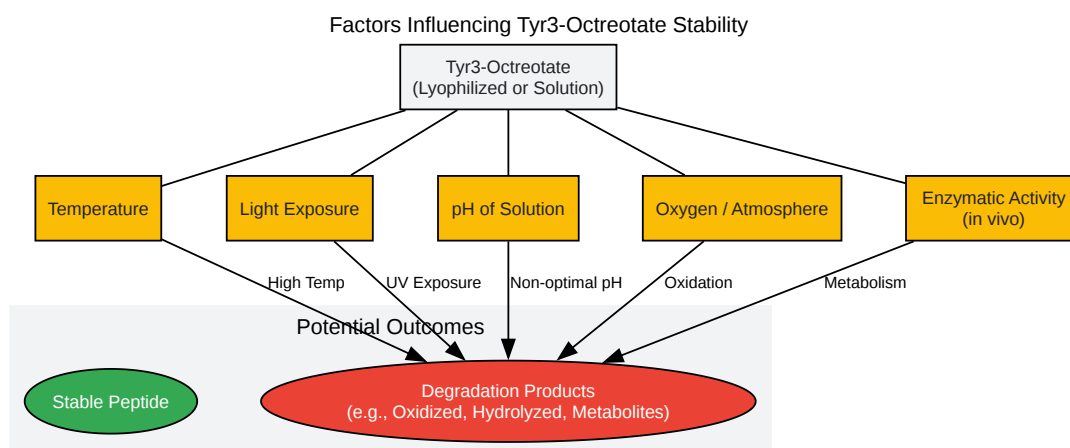 Factors Influencing Tyr3-Octreotate Stability
Tyr3-Octreotate
(Lyophilized or Solution)
Temperature
Light Exposure
pH of Solution
Oxygen / Atmosphere
Enzymatic Activity
(in vivo)
High Temp
UV Exposure
Non-optimal pH
Oxidation
Metabolism
Potential Outcomes
Stable Peptide
Degradation Products
(e.g., Oxidized, Hydrolyzed, Metabolites)